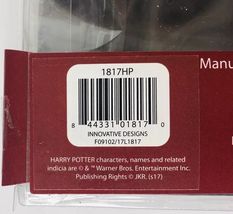 1817HP
Manu
8 44331 01817 0
INNOVATIVE DESIGNS
F09102/17L1817
HARRY POTTER characters, names and related
indicia are © & ™ Warner Bros. Entertainment Inc.
Publishing Rights © JKR. (s17)